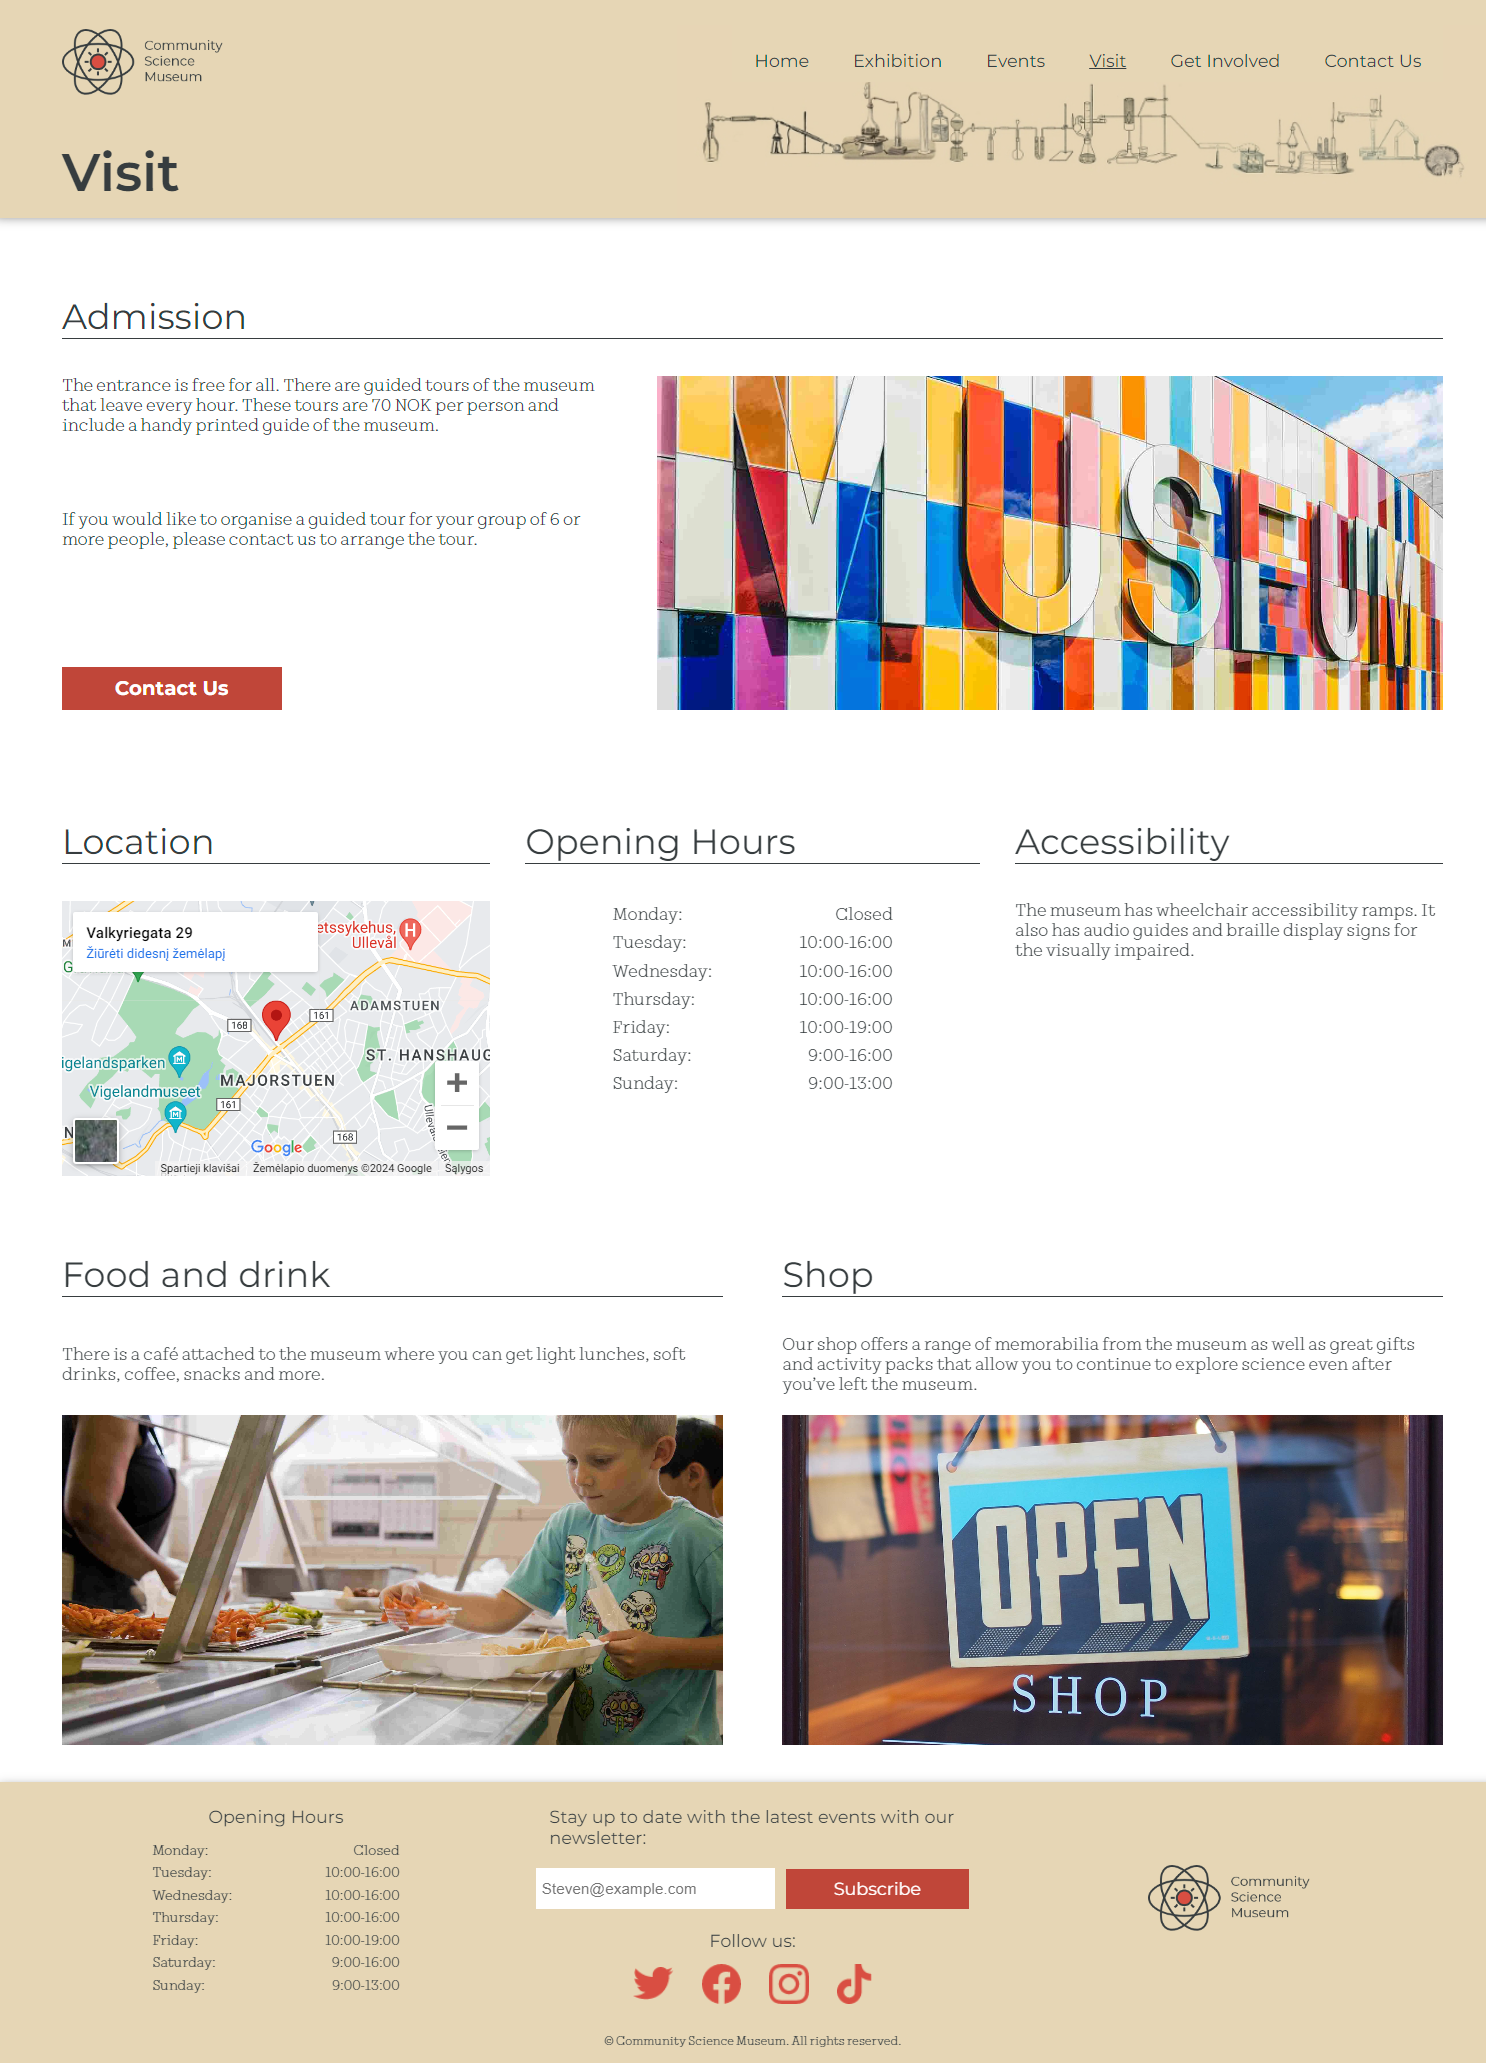 Community
Science
Museum
Home Exhibition Events Visit Get Involved Contact Us
Visit
Admission
The entrance is free for all. There are guided tours of the museum
that leave every hour. These tours are 70 NOK per person and
include a handy printed guide of the museum.
If you would like to organise a guided tour for your group of 6 or
more people, please contact us to arrange the tour.
Contact Us
MUSEUM
Location
Valkyriegata 29
Žiūrėti didesnį žemėlapį
etssykehus,
Ullevål
H
ADAMSTUEN
161
168
ST. HANSHAUG
igelandsparken
MAJORSTUEN
Vigelandmuseet
161
168
Google
Spartieji klavišai Žemėlapio duomenys ©2024 Google Sąlygos
Opening Hours
Monday: Closed
Tuesday: 10:00-16:00
Wednesday: 10:00-16:00
Thursday: 10:00-16:00
Friday: 10:00-19:00
Saturday: 9:00-16:00
Sunday: 9:00-13:00
Accessibility
The museum has wheelchair accessibility ramps. It
also has audio guides and braille display signs for
the visually impaired.
Food and drink
There is a café attached to the museum where you can get light lunches, soft
drinks, coffee, snacks and more.
Shop
Our shop offers a range of memorabilia from the museum as well as great gifts
and activity packs that allow you to continue to explore science even after
you’ve left the museum.
OPEN
SHOP
Opening Hours
Monday: Closed
Tuesday: 10:00-16:00
Wednesday: 10:00-16:00
Thursday: 10:00-16:00
Friday: 10:00-19:00
Saturday: 9:00-16:00
Sunday: 9:00-13:00
Stay up to date with the latest events with our
newsletter:
Steven@example.com
Subscribe
Follow us:
Community
Science
Museum
© Community Science Museum. All rights reserved.